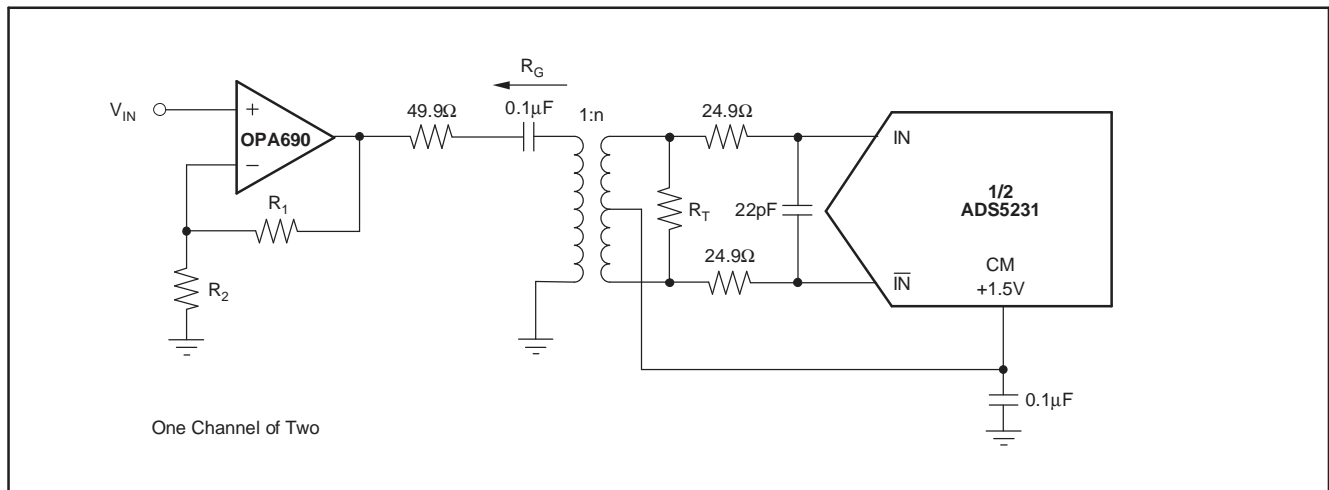 R_G
V_IN
+
OPA690
−
49.9Ω
0.1μF
1:n
24.9Ω
IN
R_1
R_T
22pF
1/2
ADS5231
R_2
24.9Ω
CM
+1.5V
I̅N̅
0.1μF
One Channel of Two